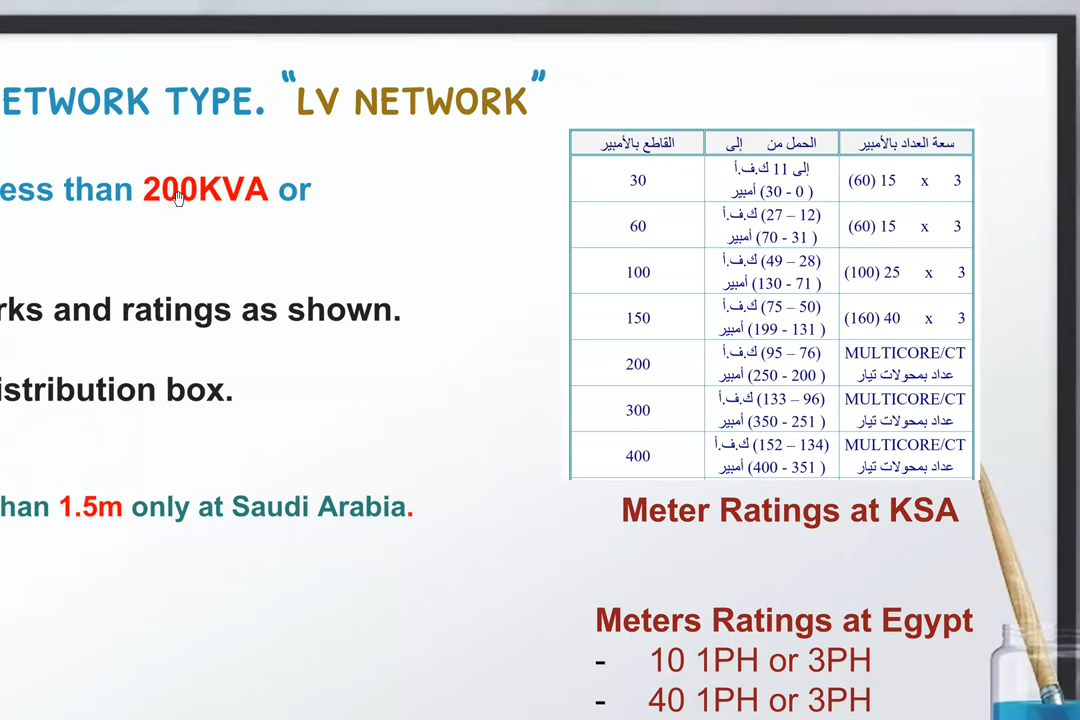 ETWORK TYPE. "LV NETWORK"
ess than 200KVA or
rks and ratings as shown.
istribution box.
han 1.5m only at Saudi Arabia.
سعة العداد بالأمبير الحمل من إلى القاطع بالأمبير
3 x 15 (60) إلى 11 ك.ف.أ 30
( 0 - 30) أمبير
3 x 15 (60) (12 – 27) ك.ف.أ 60
( 31 - 70) أمبير
3 x 25 (100) (28 – 49) ك.ف.أ 100
( 71 - 130) أمبير
3 x 40 (160) (50 – 75) ك.ف.أ 150
( 131 - 199) أمبير
MULTICORE/CT (76 – 95) ك.ف.أ 200
عداد بمحولات تيار ( 200 - 250) أمبير
MULTICORE/CT (96 – 133) ك.ف.أ 300
عداد بمحولات تيار ( 251 - 350) أمبير
MULTICORE/CT (134 – 152) ك.ف.أ 400
عداد بمحولات تيار ( 351 - 400) أمبير
Meter Ratings at KSA
Meters Ratings at Egypt
- 10 1PH or 3PH
- 40 1PH or 3PH